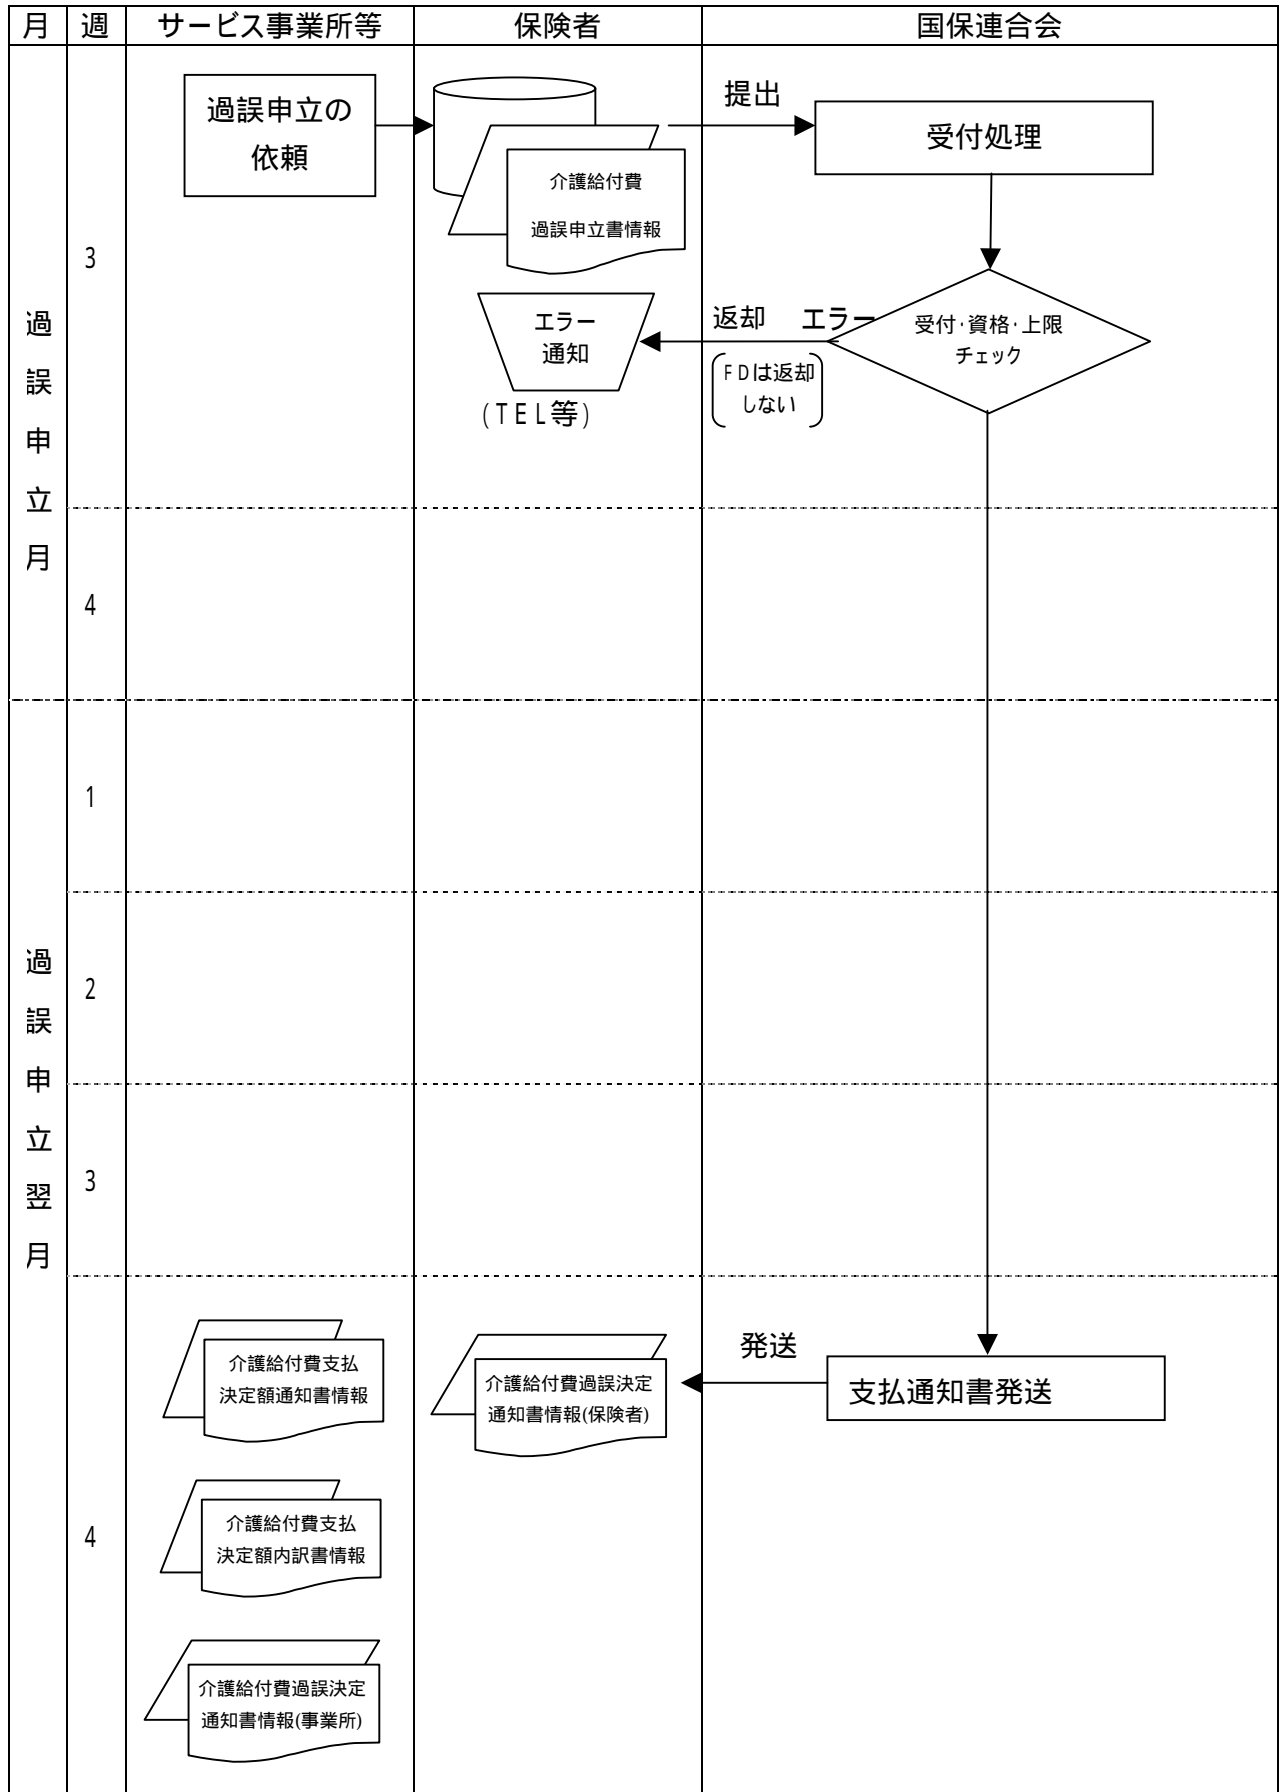 月 週 サービス事業所等 保険者 国保連合会
過誤申立月
3
過誤申立の
依頼
介護給付費
過誤申立書情報
提出
受付処理
受付・資格・上限
チェック
エラー
返却
FDは返却
しない
エラー
通知
(TEL等)
4
過誤申立翌月
1
2
3
4
介護給付費支払
決定額通知書情報
介護給付費支払
決定額内訳書情報
介護給付費過誤決定
通知書情報(事業所)
介護給付費過誤決定
通知書情報(保険者)
発送
支払通知書発送